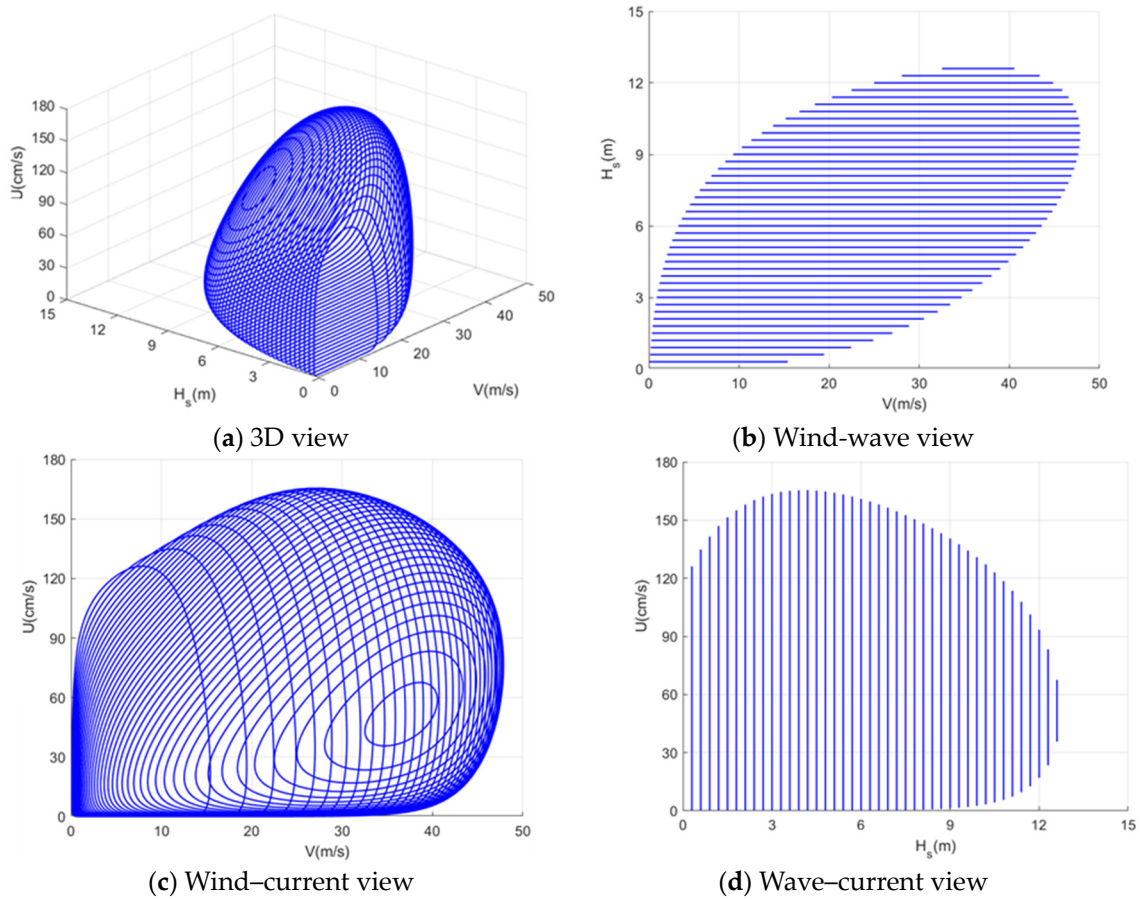 180
150
120
90
60
30
0
U(cm/s)
15
12
9
6
3
0
H_s(m)
0
10
20
30
40
50
V(m/s)
(a) 3D view
15
12
9
6
3
0
H_s(m)
0 10 20 30 40 50
V(m/s)
(b) Wind-wave view
180
150
120
90
60
30
0
U(cm/s)
0 10 20 30 40 50
V(m/s)
(c) Wind–current view
180
150
120
90
60
30
0
U(cm/s)
0 3 6 9 12 15
H_s(m)
(d) Wave–current view